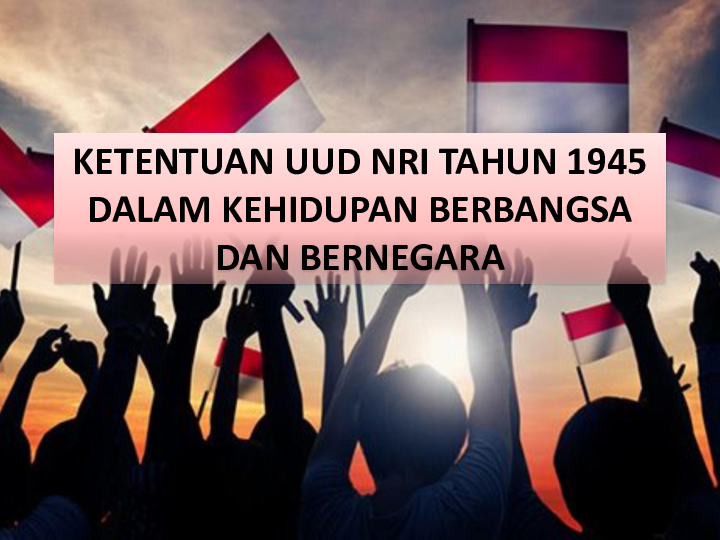 KETENTUAN UUD NRI TAHUN 1945
DALAM KEHIDUPAN BERBANGSA
DAN BERNEGARA